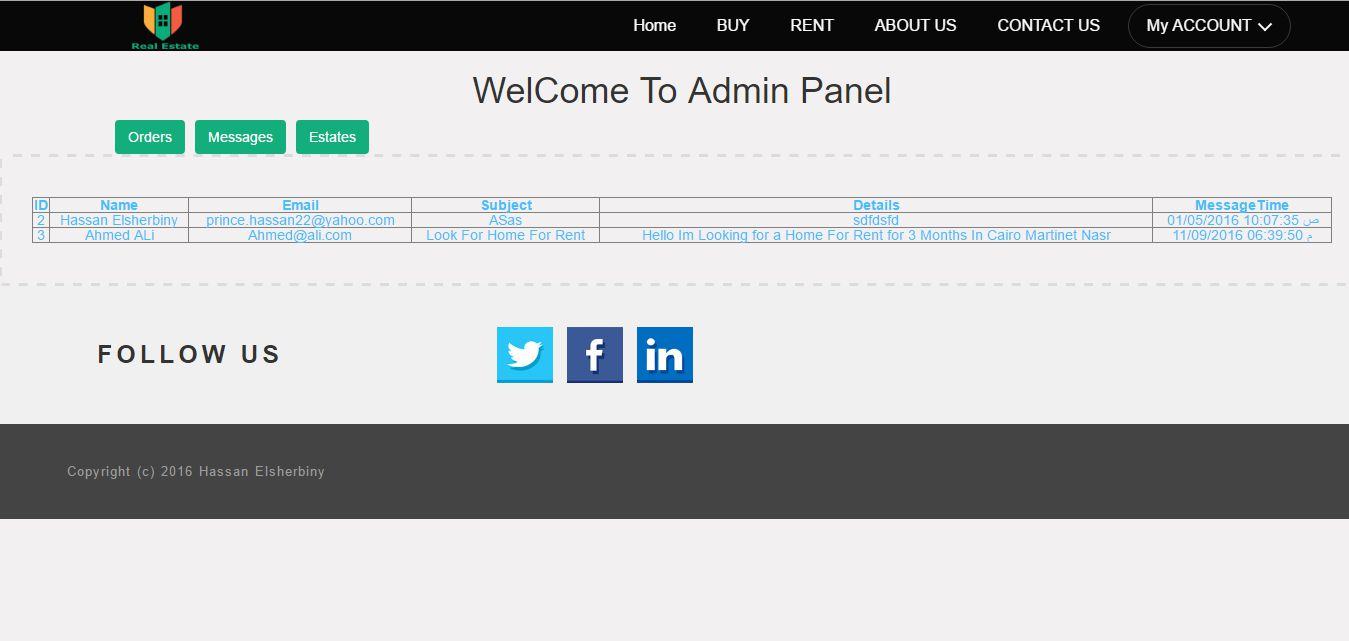 Real Estate
Home BUY RENT ABOUT US CONTACT US My ACCOUNT
WelCome To Admin Panel
Orders Messages Estates
ID Name Email Subject Details MessageTime
2 Hassan Elsherbiny prince.hassan22@yahoo.com ASas sdfdsfd 01/05/2016 10:07:35 ص
3 Ahmed ALi Ahmed@ali.com Look For Home For Rent Hello Im Looking for a Home For Rent for 3 Months In Cairo Martinet Nasr 11/09/2016 06:39:50 م
FOLLOW US
Copyright (c) 2016 Hassan Elsherbiny